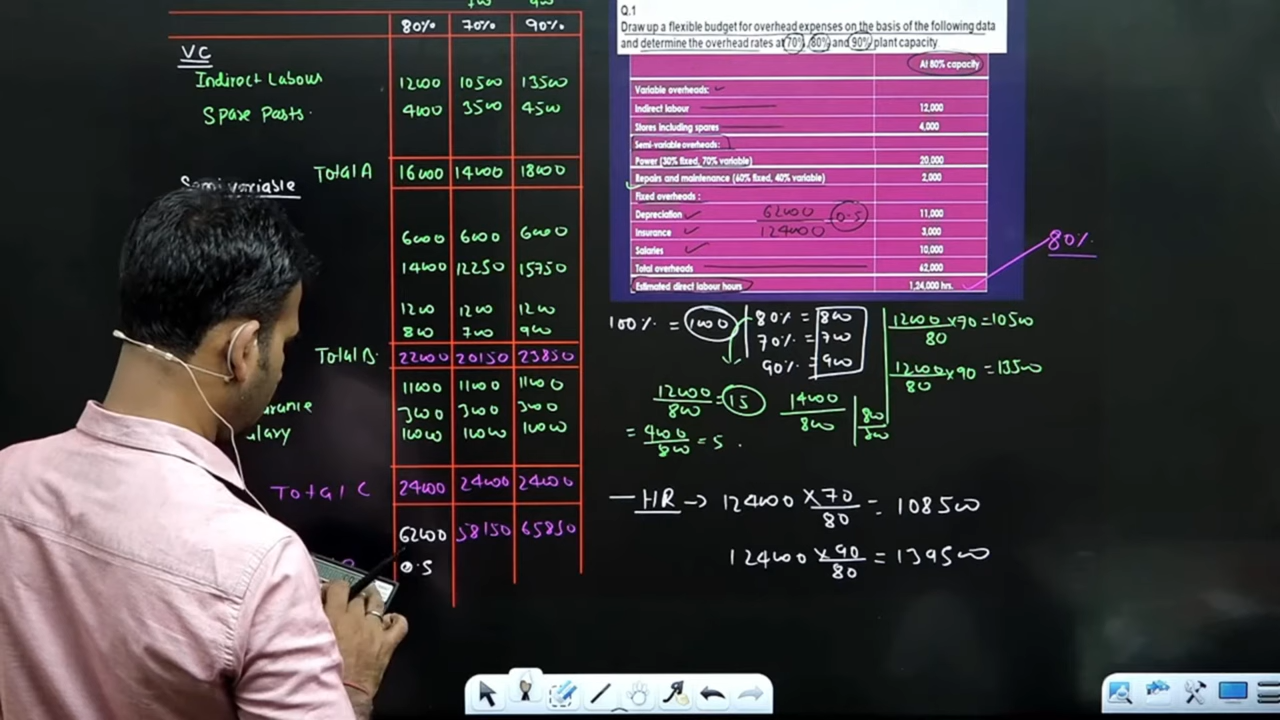 80% 70% 90%
VC
Indirect Labour 12000 10500 13500
Spare Parts. 4000 3500 4500
Total A 16000 14000 18000
Semi variable
6000 6000 6000
14000 12250 15750
1200 1200 1200
800 700 900
Total B. 22000 20150 23850
11000 11000 11000
urance 3000 3000 3000
lary 10000 10000 10000
Total C 24000 24000 24000
62000 58150 65850
0.5
Q.1
Draw up a flexible budget for overhead expenses on the basis of the following data
and determine the overhead rates at 70%, 80% and 90% plant capacity
At 80% capacity
Variable overheads:
Indirect labour 12,000
Stores including spares 4,000
Semi-variable overheads:
Power (30% fixed, 70% variable) 20,000
Repairs and maintenance (60% fixed, 40% variable) 2,000
Fixed overheads :
Depreciation 62000 0.5 11,000
Insurance 124000 3,000
Salaries 10,000
Total overheads 62,000
Estimated direct labour hours 1,24,000 hrs.
80%
100% = 1000 80% = 800
70% = 700
90% = 900
12000/80 × 70 = 10500
12000/80 × 90 = 13500
12000/800 = 15 14000/800
= 4000/800 = 5 .
HR → 124000 × 70/80 = 108500
124000 × 90/80 = 139500